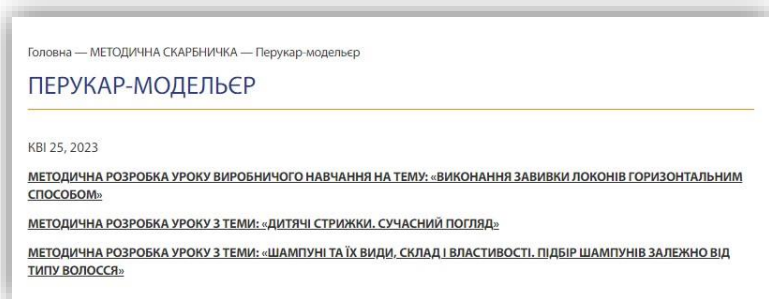 Головна — МЕТОДИЧНА СКАРБНИЧКА — Перукар-модельєр
ПЕРУКАР-МОДЕЛЬЄР
КВІ 25, 2023
МЕТОДИЧНА РОЗРОБКА УРОКУ ВИРОБНИЧОГО НАВЧАННЯ НА ТЕМУ: «ВИКОНАННЯ ЗАВИВКИ ЛОКОНІВ ГОРИЗОНТАЛЬНИМ
СПОСОБОМ»
МЕТОДИЧНА РОЗРОБКА УРОКУ З ТЕМИ: «ДИТЯЧІ СТРИЖКИ. СУЧАСНИЙ ПОГЛЯД»
МЕТОДИЧНА РОЗРОБКА УРОКУ З ТЕМИ: «ШАМПУНІ ТА ЇХ ВИДИ, СКЛАД І ВЛАСТИВОСТІ. ПІДБІР ШАМПУНІВ ЗАЛЕЖНО ВІД
ТИПУ ВОЛОССЯ»